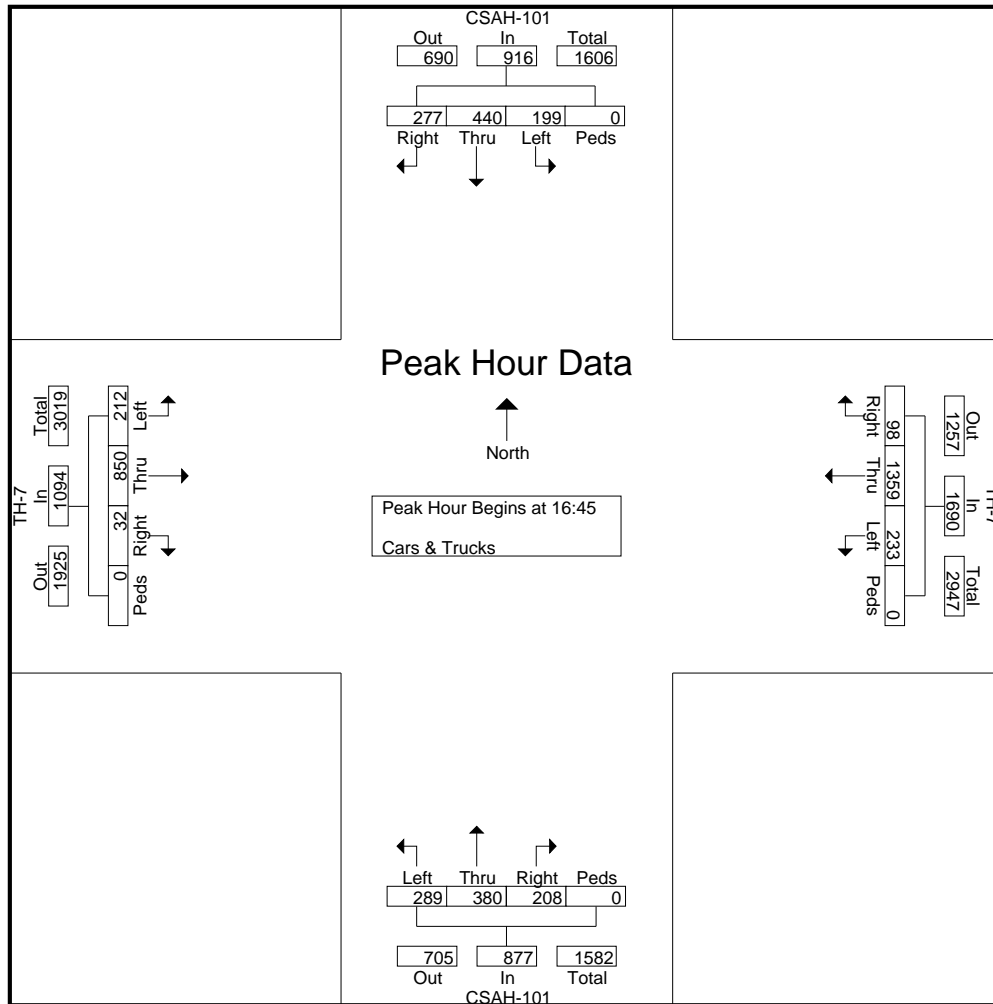 CSAH-101
Out In Total
690 916 1606
277 440 199 0
Right Thru Left Peds
Peak Hour Data
North
Peak Hour Begins at 16:45
Cars & Trucks
TH-7
Total In Out
3019 1094 1925
212 850 32 0
Left Thru Right Peds
Right Thru Left Peds
98 1359 233 0
Out In Total
1257 1690 2947
TH-7
Left Thru Right Peds
289 380 208 0
705 877 1582
Out In Total
CSAH-101